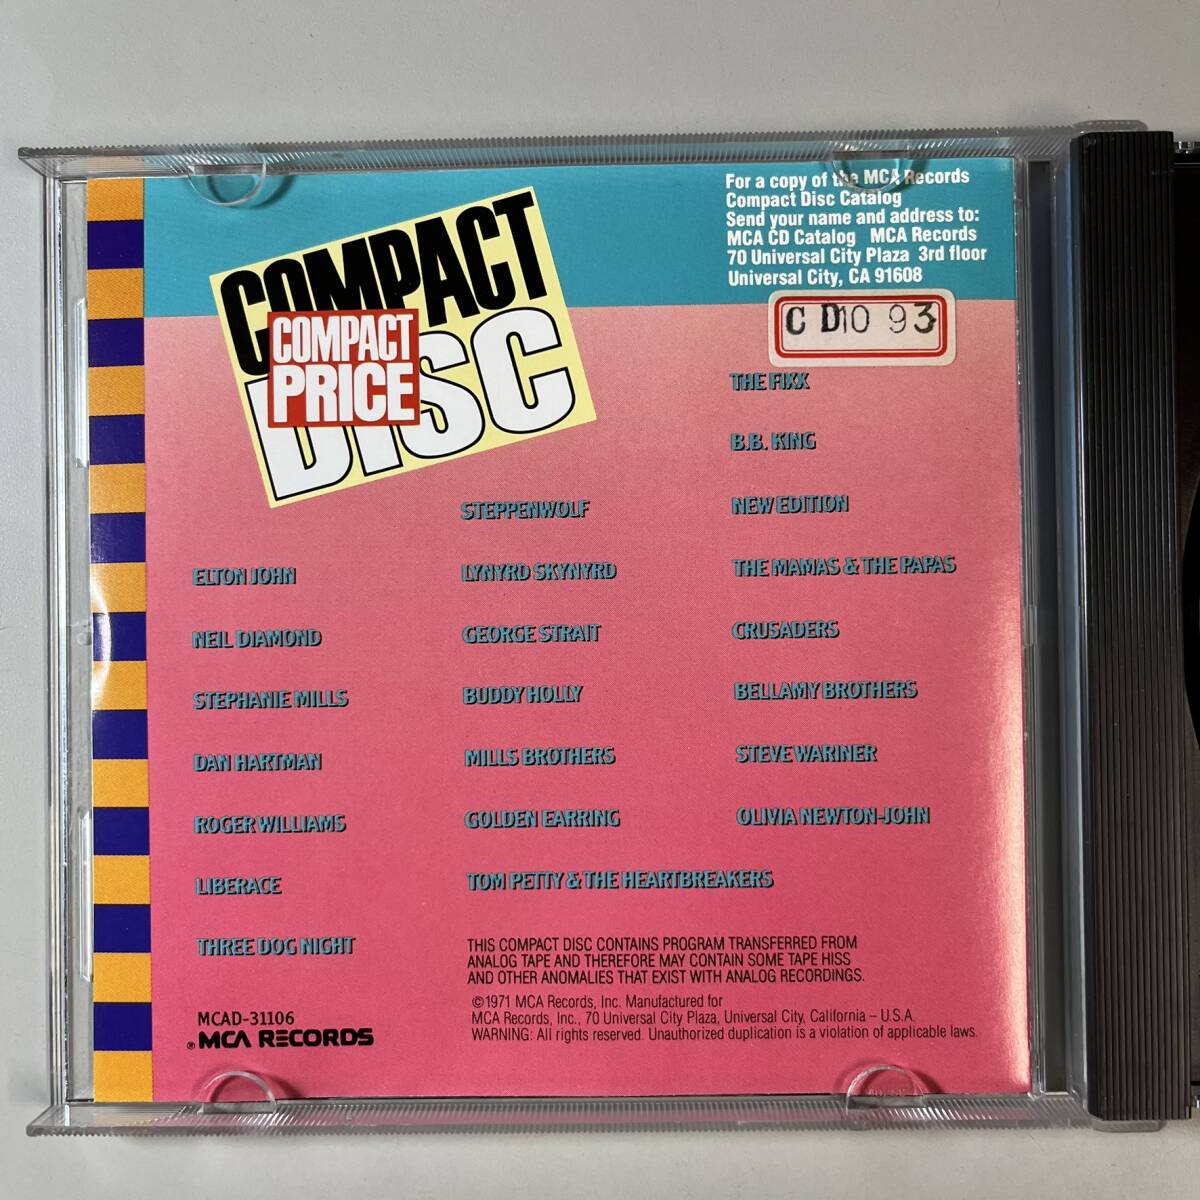 For a copy of the MCA Records
Compact Disc Catalog
Send your name and address to:
MCA CD Catalog MCA Records
70 Universal City Plaza 3rd floor
Universal City, CA 91608
COMPACT
DISC
COMPACT
PRICE
C D10 93
ELTON JOHN
NEIL DIAMOND
STEPHANIE MILLS
DAN HARTMAN
ROGER WILLIAMS
LIBERACE
THREE DOG NIGHT
STEPPENWOLF
LYNYRD SKYNYRD
GEORGE STRAIT
BUDDY HOLLY
MILLS BROTHERS
GOLDEN EARRING
TOM PETTY & THE HEARTBREAKERS
THE FIXX
B.B. KING
NEW EDITION
THE MAMAS & THE PAPAS
CRUSADERS
BELLAMY BROTHERS
STEVE WARINER
OLIVIA NEWTON-JOHN
THIS COMPACT DISC CONTAINS PROGRAM TRANSFERRED FROM
ANALOG TAPE AND THEREFORE MAY CONTAIN SOME TAPE HISS
AND OTHER ANOMALIES THAT EXIST WITH ANALOG RECORDINGS.
©1971 MCA Records, Inc. Manufactured for
MCA Records, Inc., 70 Universal City Plaza, Universal City, California – U.S.A.
WARNING: All rights reserved. Unauthorized duplication is a violation of applicable laws.
MCAD-31106
® MCA RECORDS